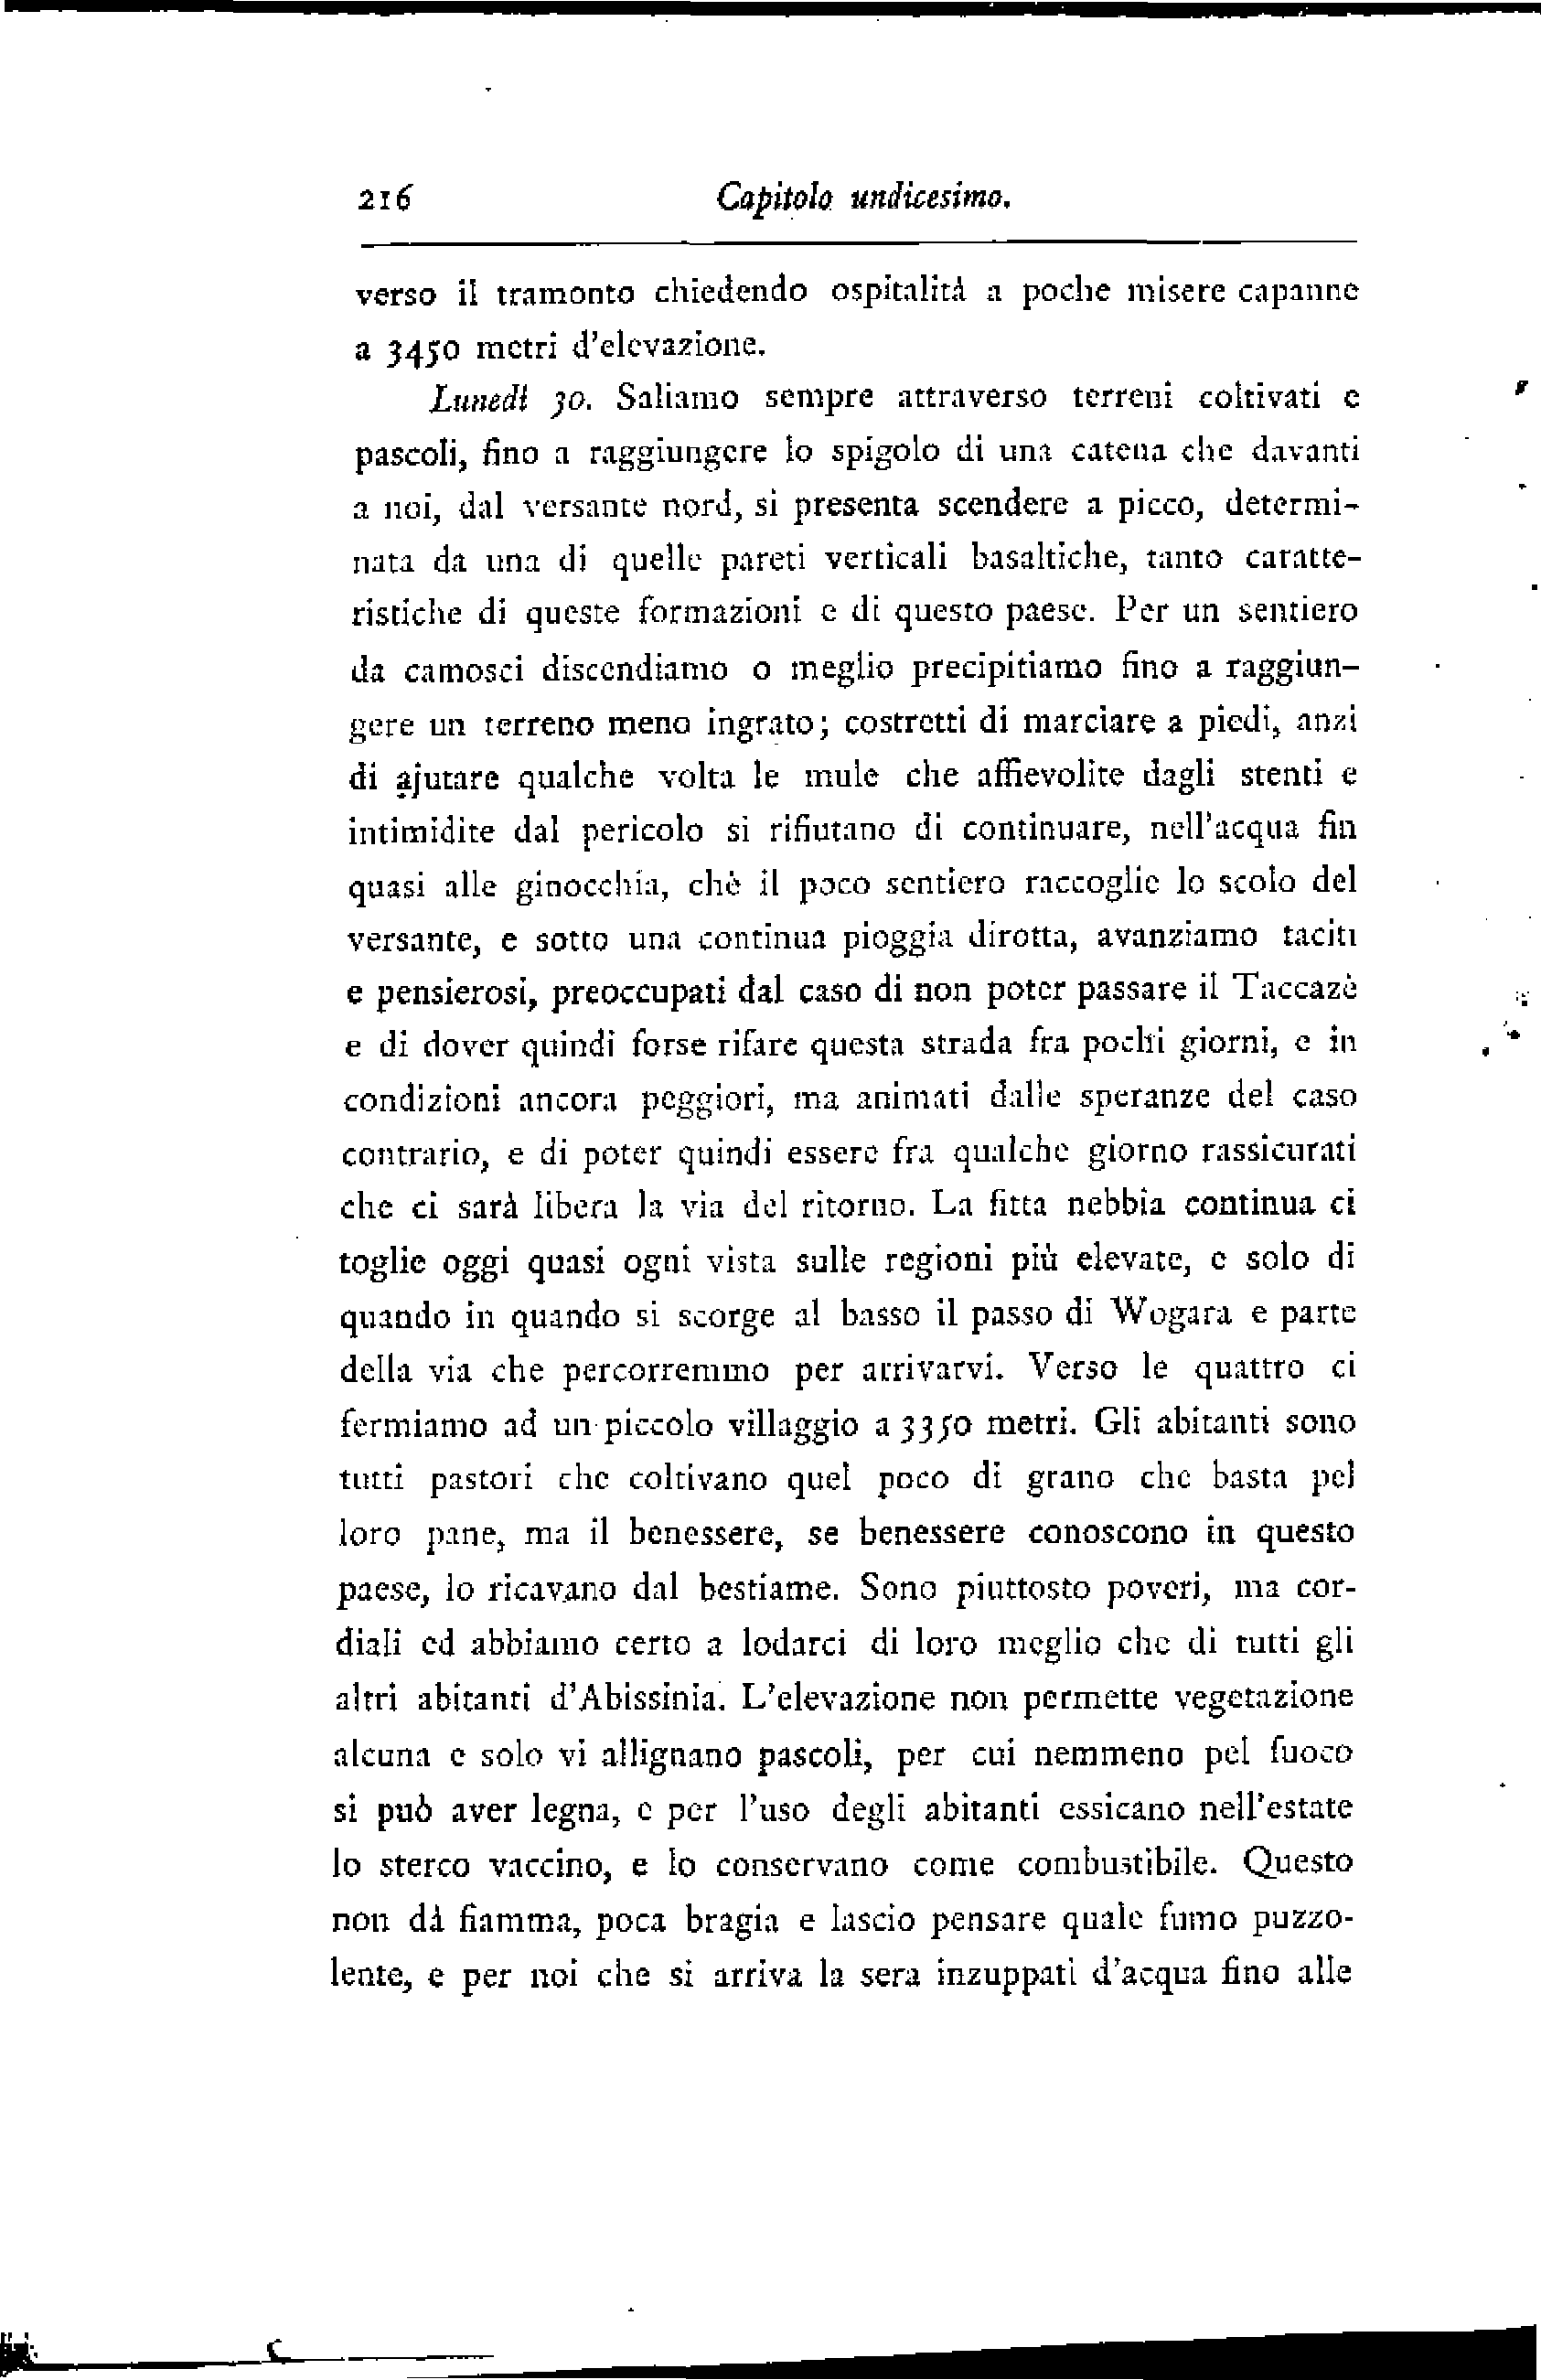 216 Capitolo undicesimo.
verso il tramonto chiedendo ospitalità a poche misere capanne
a 3450 metri d'elevazione.
Lunedì 30. Saliamo sempre attraverso terreni coltivati e
pascoli, fino a raggiungere lo spigolo di una catena che davanti
a noi, dal versante nord, si presenta scendere a picco, determi-
nata da una di quelle pareti verticali basaltiche, tanto caratte-
ristiche di queste formazioni e di questo paese. Per un sentiero
da camosci discendiamo o meglio precipitiamo fino a raggiun-
gere un terreno meno ingrato; costretti di marciare a piedi, anzi
di ajutare qualche volta le mule che affievolite dagli stenti e
intimidite dal pericolo si rifiutano di continuare, nell'acqua fin
quasi alle ginocchia, chè il poco sentiero raccoglie lo scolo del
versante, e sotto una continua pioggia dirotta, avanziamo taciti
e pensierosi, preoccupati dal caso di non poter passare il Taccazè
e di dover quindi forse rifare questa strada fra pochi giorni, e in
condizioni ancora peggiori, ma animati dalle speranze del caso
contrario, e di poter quindi essere fra qualche giorno rassicurati
che ci sarà libera la via del ritorno. La fitta nebbia continua ci
toglie oggi quasi ogni vista sulle regioni più elevate, e solo di
quando in quando si scorge al basso il passo di Wogara e parte
della via che percorremmo per arrivarvi. Verso le quattro ci
fermiamo ad un piccolo villaggio a 3350 metri. Gli abitanti sono
tutti pastori che coltivano quel poco di grano che basta pel
loro pane, ma il benessere, se benessere conoscono in questo
paese, lo ricavano dal bestiame. Sono piuttosto poveri, ma cor-
diali ed abbiamo certo a lodarci di loro meglio che di tutti gli
altri abitanti d'Abissinia. L'elevazione non permette vegetazione
alcuna e solo vi allignano pascoli, per cui nemmeno pel fuoco
si può aver legna, e per l'uso degli abitanti essicano nell'estate
lo sterco vaccino, e lo conservano come combustibile. Questo
non dà fiamma, poca bragia e lascio pensare quale fumo puzzo-
lente, e per noi che si arriva la sera inzuppati d'acqua fino alle